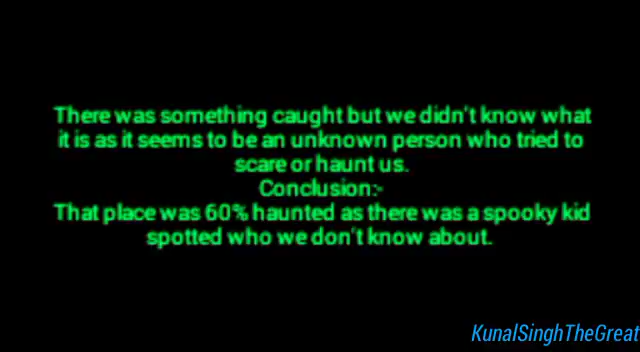 There was something caught but we didn't know what
it is as it seems to be an unknown person who tried to
scare or haunt us.
Conclusion:-
That place was 60% haunted as there was a spooky kid
spotted who we don't know about.
KunalSinghTheGreat